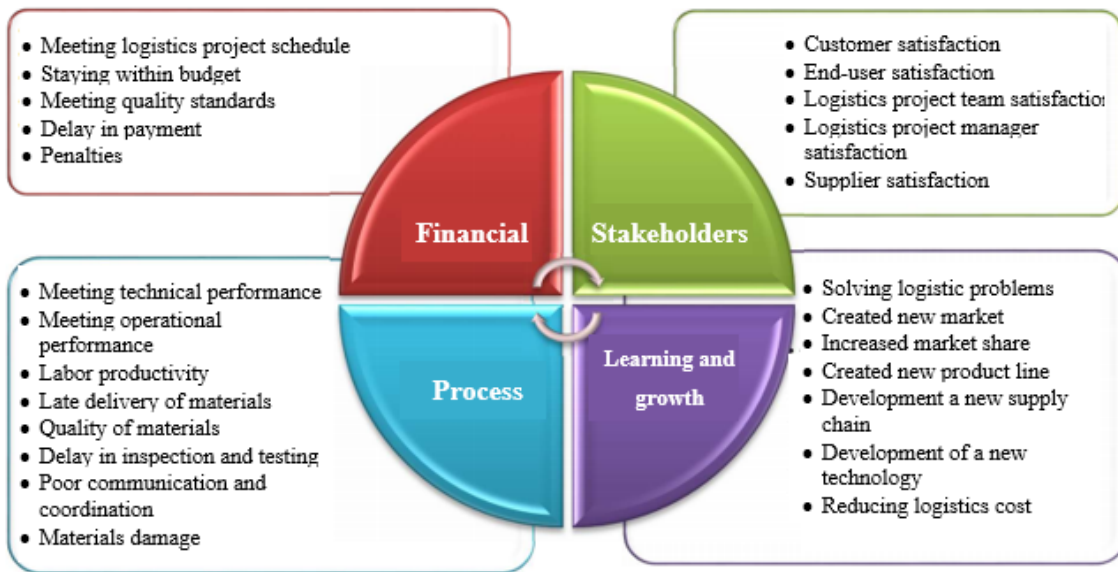 • Meeting logistics project schedule
• Staying within budget
• Meeting quality standards
• Delay in payment
• Penalties
• Customer satisfaction
• End-user satisfaction
• Logistics project team satisfaction
• Logistics project manager
satisfaction
• Supplier satisfaction
Financial
Stakeholders
• Meeting technical performance
• Meeting operational
performance
• Labor productivity
• Late delivery of materials
• Quality of materials
• Delay in inspection and testing
• Poor communication and
coordination
• Materials damage
Process
Learning and
growth
• Solving logistic problems
• Created new market
• Increased market share
• Created new product line
• Development a new supply
chain
• Development of a new
technology
• Reducing logistics cost